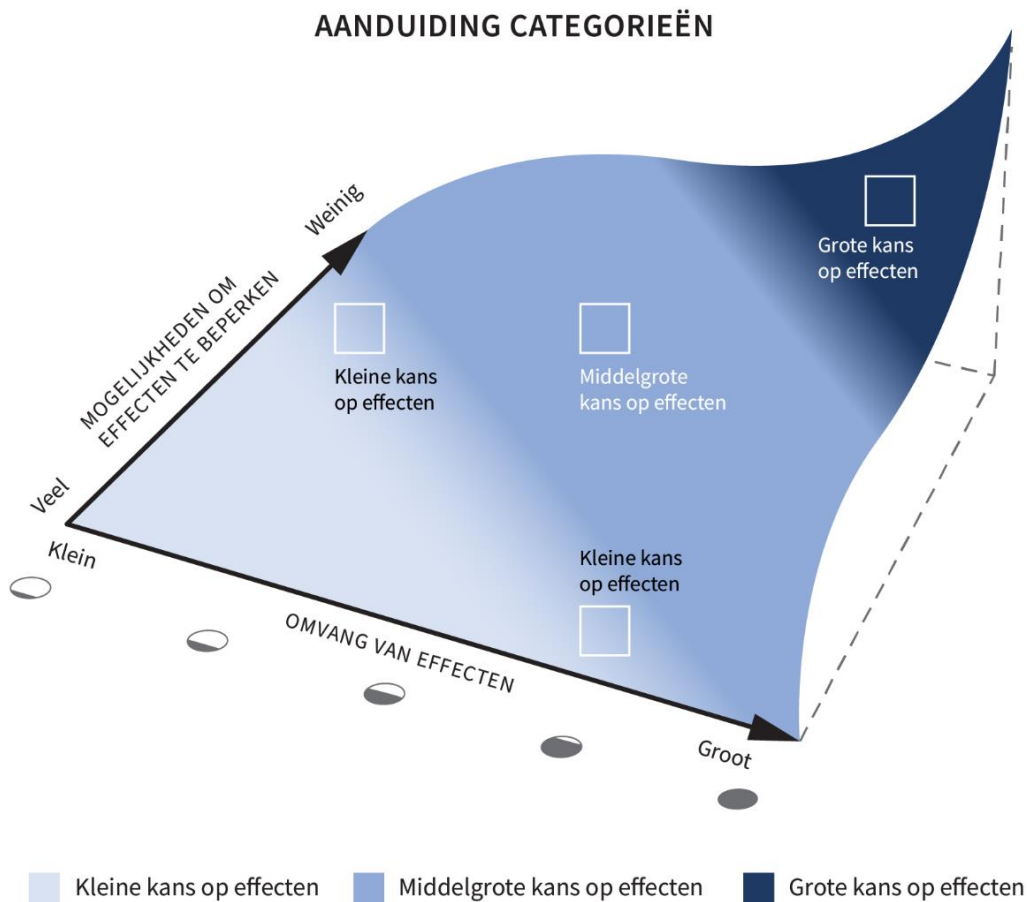 AANDUIDING CATEGORIEËN
Weinig
MOGELIJKHEDEN OM
EFFECTEN TE BEPERKEN
Veel
Grote kans
op effecten
Kleine kans
op effecten
Middelgrote
kans op effecten
Klein
Kleine kans
op effecten
OMVANG VAN EFFECTEN
Groot
Kleine kans op effecten
Middelgrote kans op effecten
Grote kans op effecten